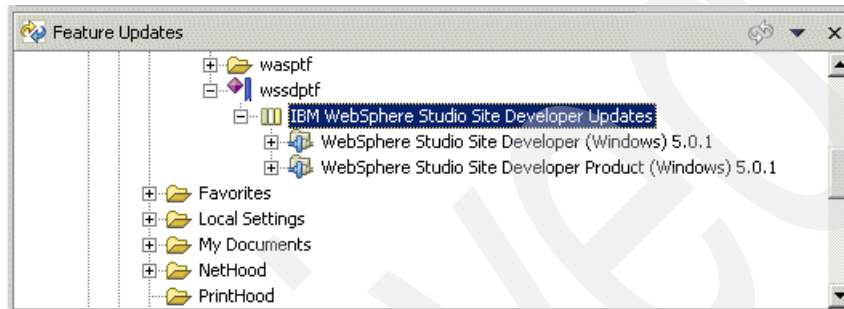 Feature Updates
wasptf
wssdptf
IBM WebSphere Studio Site Developer Updates
WebSphere Studio Site Developer (Windows) 5.0.1
WebSphere Studio Site Developer Product (Windows) 5.0.1
Favorites
Local Settings
My Documents
NetHood
PrintHood